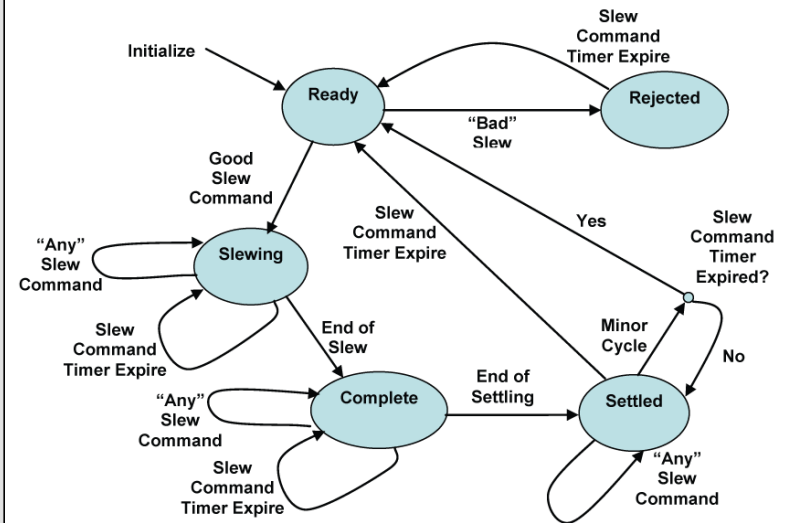 Slew
Command
Timer Expire
Initialize
Ready
Rejected
“Bad”
Slew
Good
Slew
Command
Slew
Command
Timer Expire
Yes
Slew
Command
Timer
Expired?
“Any”
Slew
Command
Slewing
Slew
Command
Timer Expire
End of
Slew
Minor
Cycle
No
“Any”
Slew
Command
Complete
End of
Settling
Settled
Slew
Command
Timer Expire
“Any”
Slew
Command